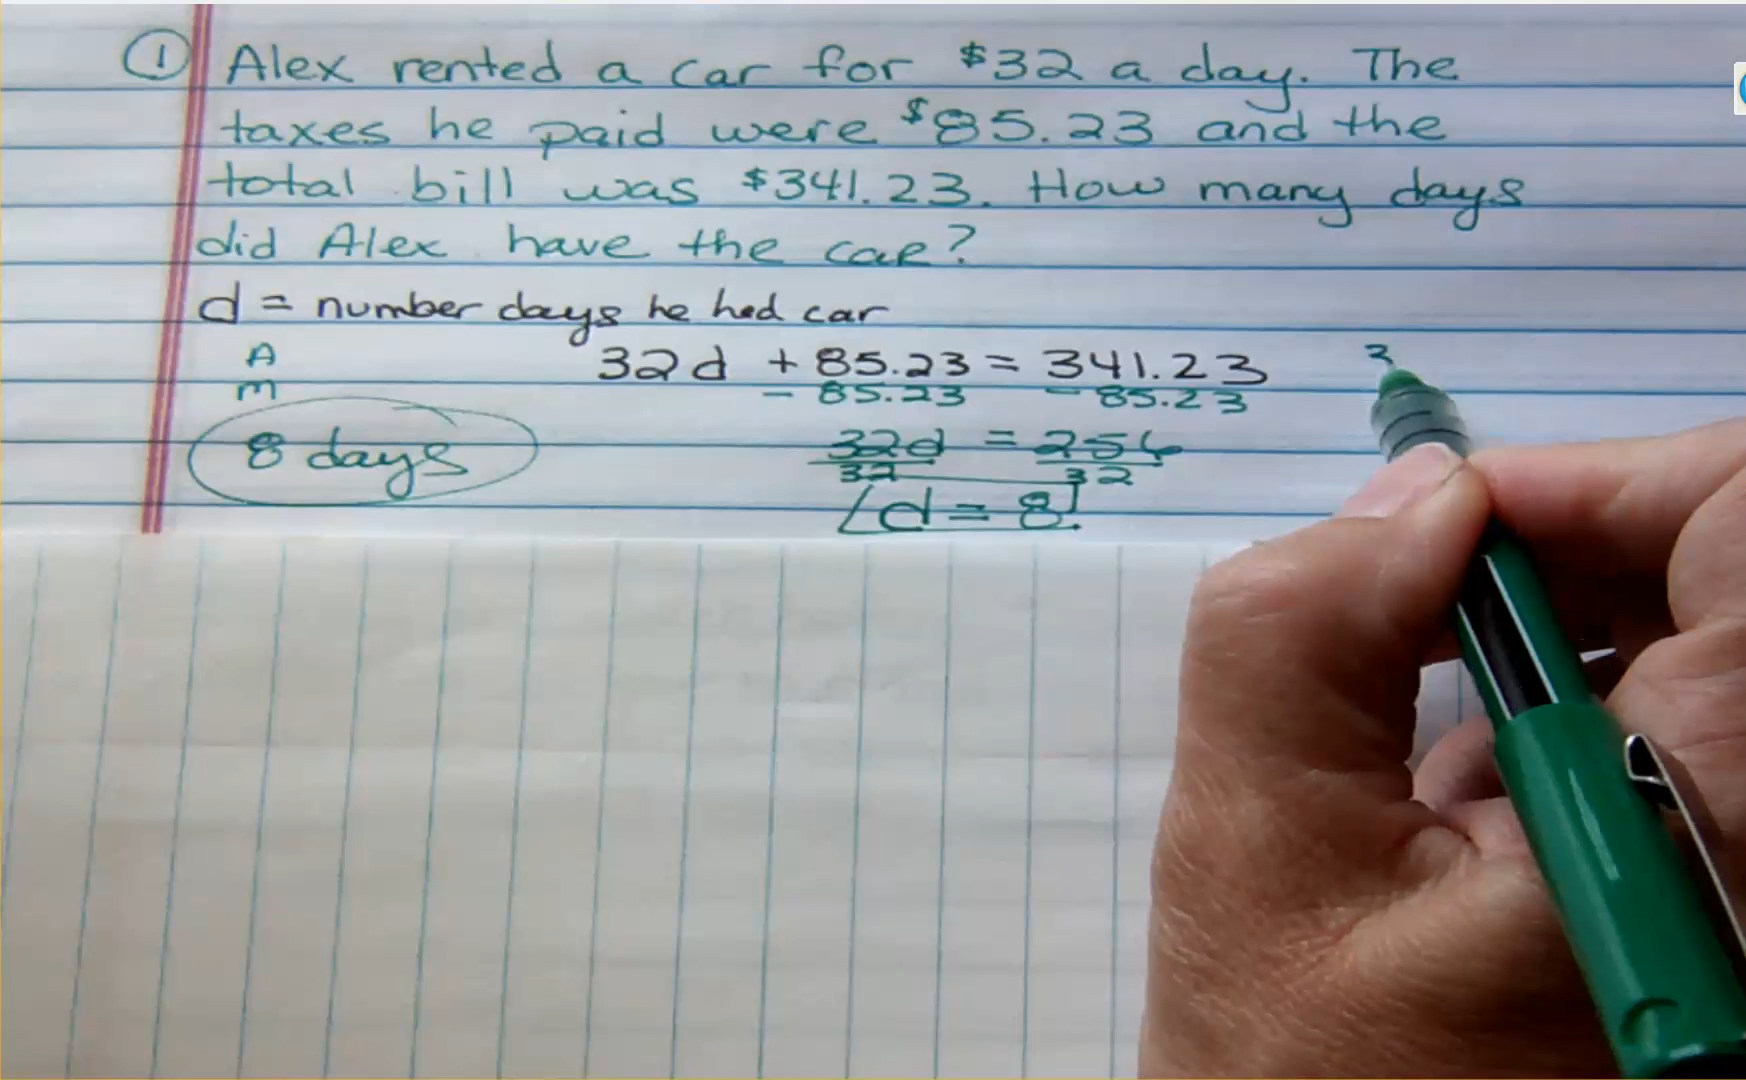 ① Alex rented a car for $32 a day. The
taxes he paid were $85.23 and the
total bill was $341.23. How many days
did Alex have the car?
d = number days he had car
A 32d + 85.23 = 341.23 3
M - 85.23 - 85.23
8 days 32d = 256
32 32
d = 8